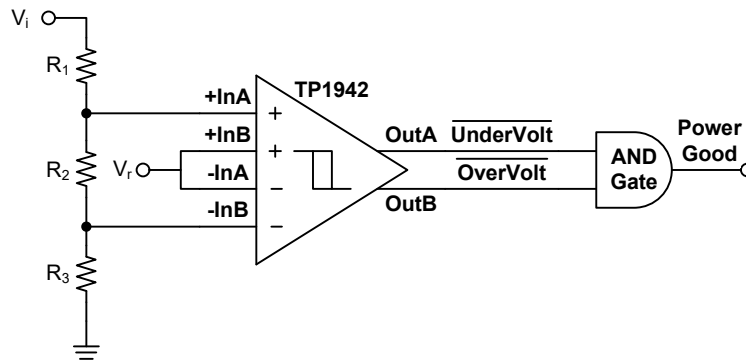 Vi
R1
TP1942
+InA
+
+InB
+
OutA
UnderVolt
Power
Good
R2
Vr
-InA
−
AND
Gate
OverVolt
-InB
−
OutB
R3